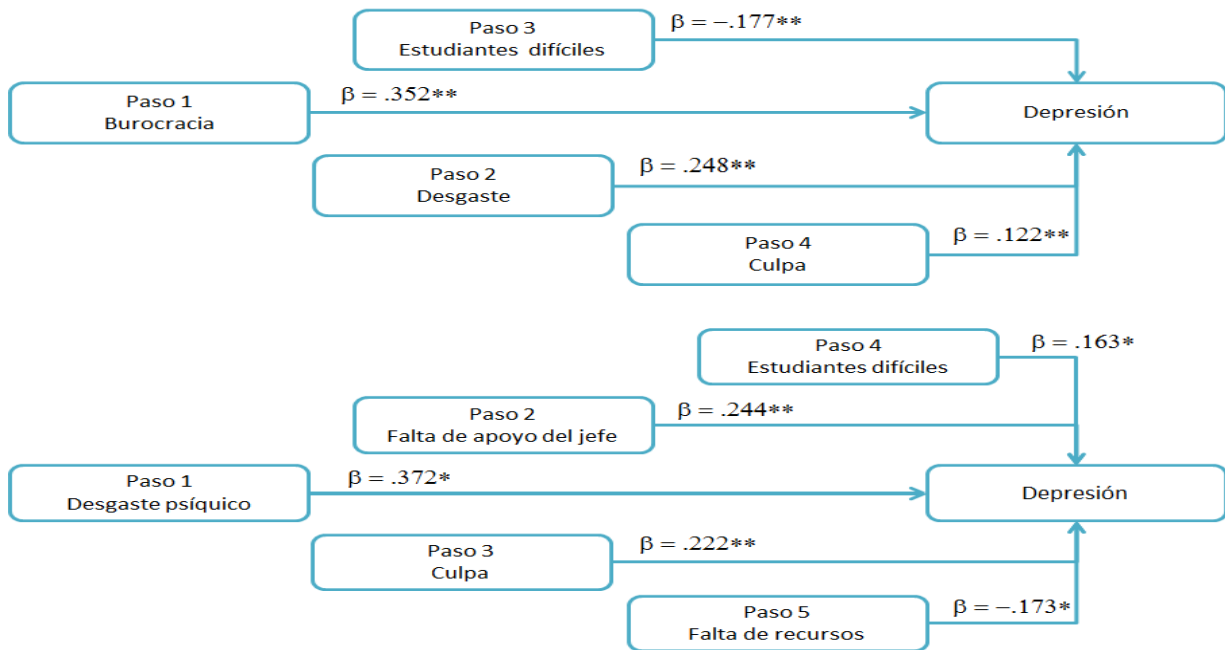 Paso 3
Estudiantes difíciles
β = −.177**
Paso 1
Burocracia
β = .352**
Depresión
Paso 2
Desgaste
β = .248**
Paso 4
Culpa
β = .122**
Paso 4
Estudiantes difíciles
β = .163*
Paso 2
Falta de apoyo del jefe
β = .244**
Paso 1
Desgaste psíquico
β = .372*
Depresión
Paso 3
Culpa
β = .222**
Paso 5
Falta de recursos
β = −.173*